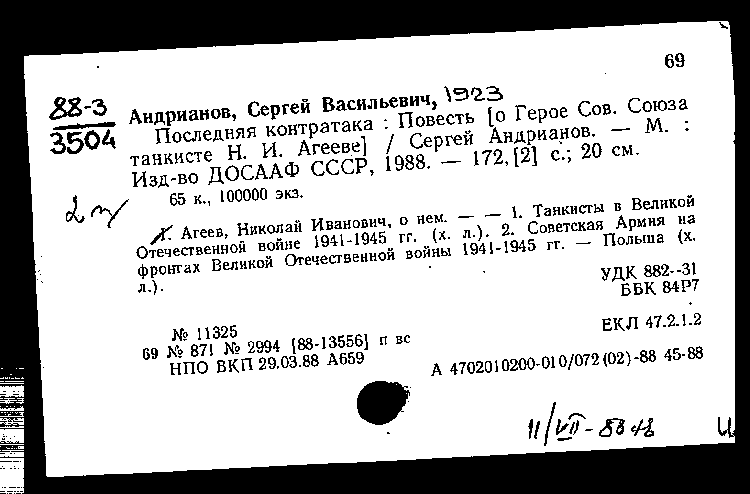 69
88-3
3504
Андрианов, Сергей Васильевич, 1923
Последняя контратака : Повесть [о Герое Сов. Союза
танкисте Н. И. Агееве] / Сергей Андрианов. — М. :
Изд-во ДОСААФ СССР, 1988. — 172, [2] с.; 20 см.
65 к., 100000 экз.
1. Агеев, Николай Иванович, о нем. — — 1. Танкисты в Великой
Отечественной войне 1941-1945 гг. (х. л.). 2. Советская Армия на
фронтах Великой Отечественной войны 1941-1945 гг. — Польша (х.
л.).
УДК 882--31
ББК 84Р7
№ 11325
ЕКЛ 47.2.1.2
69 № 871 № 2994 [88-13556] п вс
НПО ВКП 29.03.88 А659
А 4702010200-010/072(02)-88 45-88
11/VII-88